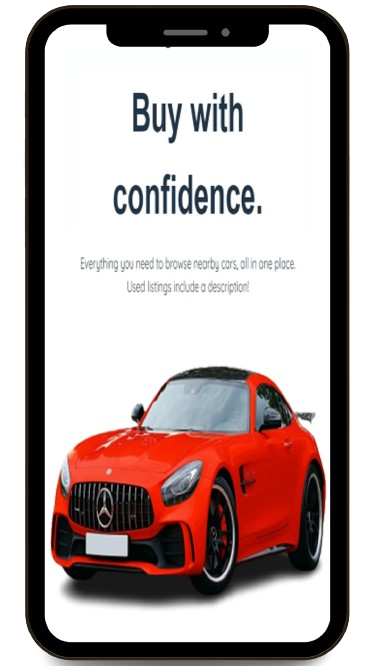 Buy with
confidence.
Everything you need to browse nearby cars, all in one place.
Used listings include a description!